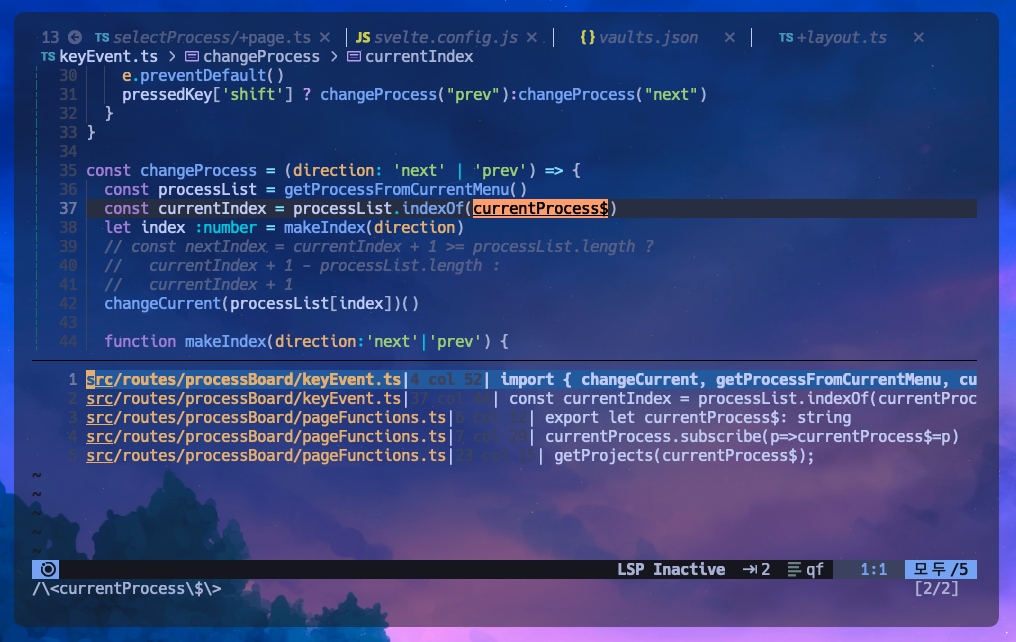 13 TS selectProcess/+page.ts × | JS svelte.config.js × | {} vaults.json × | TS +layout.ts ×
TS keyEvent.ts > changeProcess > currentIndex
30 e.preventDefault()
31 pressedKey['shift'] ? changeProcess("prev"):changeProcess("next")
32 }
33 }
34
35 const changeProcess = (direction: 'next' | 'prev') => {
36 const processList = getProcessFromCurrentMenu()
37 const currentIndex = processList.indexOf(currentProcess$)
38 let index :number = makeIndex(direction)
39 // const nextIndex = currentIndex + 1 >= processList.length ?
40 // currentIndex + 1 - processList.length :
41 // currentIndex + 1
42 changeCurrent(processList[index])()
43
44 function makeIndex(direction:'next'|'prev') {
1 src/routes/processBoard/keyEvent.ts|4 col 52| import { changeCurrent, getProcessFromCurrentMenu, cu
2 src/routes/processBoard/keyEvent.ts|37 col | const currentIndex = processList.indexOf(currentProc
3 src/routes/processBoard/pageFunctions.ts| col | export let currentProcess$: string
4 src/routes/processBoard/pageFunctions.ts|7 col | currentProcess.subscribe(p=>currentProcess$=p)
5 src/routes/processBoard/pageFunctions.ts|23 col | getProjects(currentProcess$);
~
~
~
~
~
LSP Inactive ⇥2 qf 1:1 모두/5
/\<currentProcess\$\> [2/2]